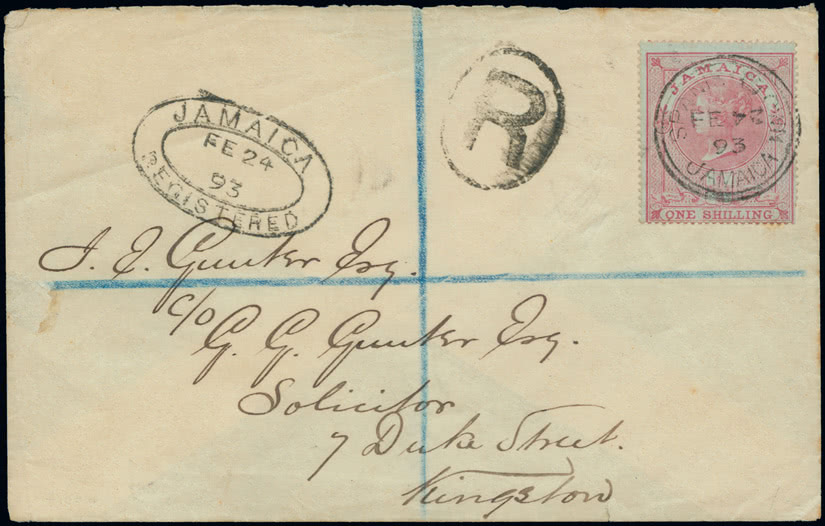 JAMAICA
FE 24
93
REGISTERED
R
JAMAICA
ONE SHILLING
FE
93
JAMAICA
J. E. Gunter Esq.
c/o
G. G. Gunter Esq.
Solicitor
7 Duke Street.
Kingston